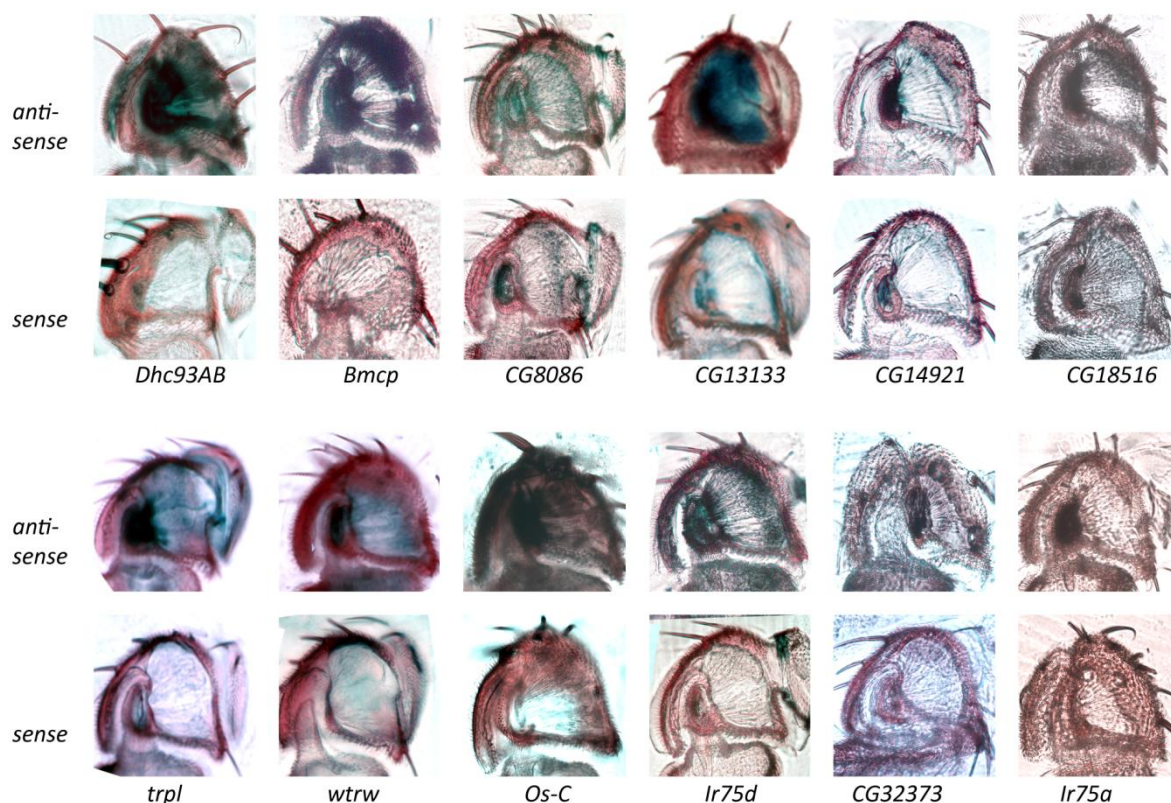 anti-
sense
sense
Dhc93AB Bmcp CG8086 CG13133 CG14921 CG18516
anti-
sense
sense
trpl wtrw Os-C Ir75d CG32373 Ir75a